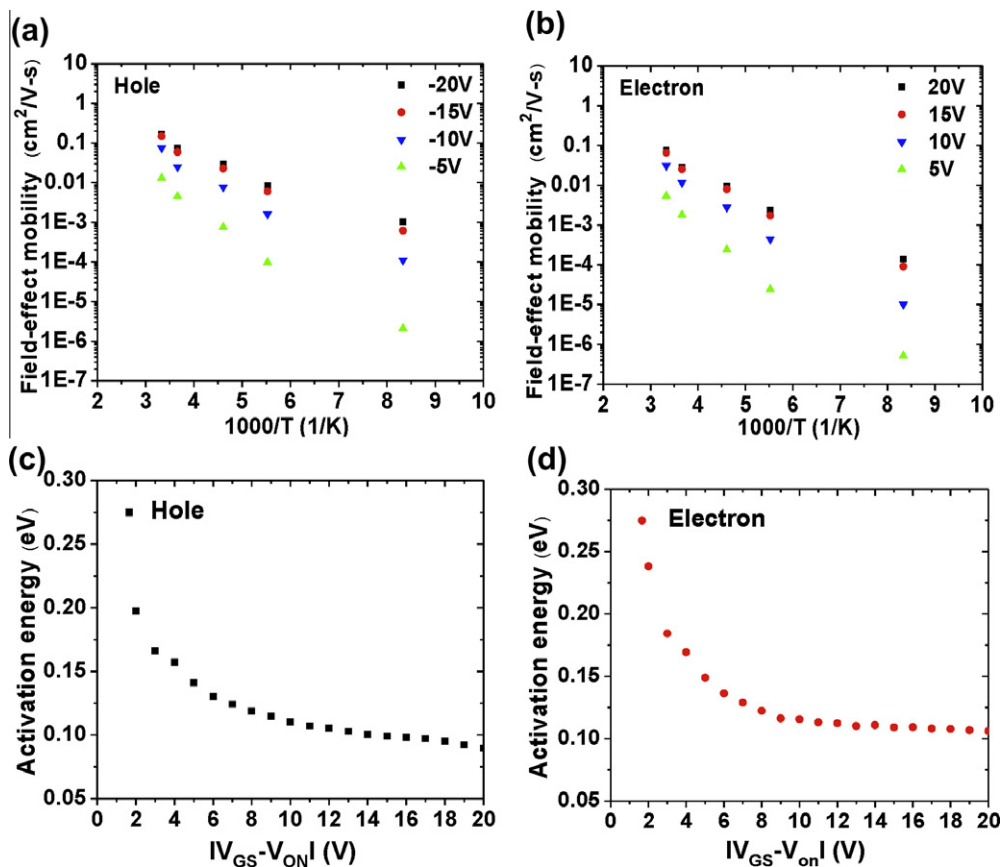 (a)
Field-effect mobility (cm²/V-s)
10
1
0.1
0.01
1E-3
1E-4
1E-5
1E-6
1E-7
Hole
-20V
-15V
-10V
-5V
2 3 4 5 6 7 8 9 10
1000/T (1/K)
(b)
Field-effect mobility (cm²/V-s)
10
1
0.1
0.01
1E-3
1E-4
1E-5
1E-6
1E-7
Electron
20V
15V
10V
5V
2 3 4 5 6 7 8 9 10
1000/T (1/K)
(c)
Activation energy (eV)
0.30
0.25
0.20
0.15
0.10
0.05
Hole
0 2 4 6 8 10 12 14 16 18 20
|V_GS-V_ON| (V)
(d)
Activation energy (eV)
0.30
0.25
0.20
0.15
0.10
0.05
Electron
0 2 4 6 8 10 12 14 16 18 20
|V_GS-V_on| (V)